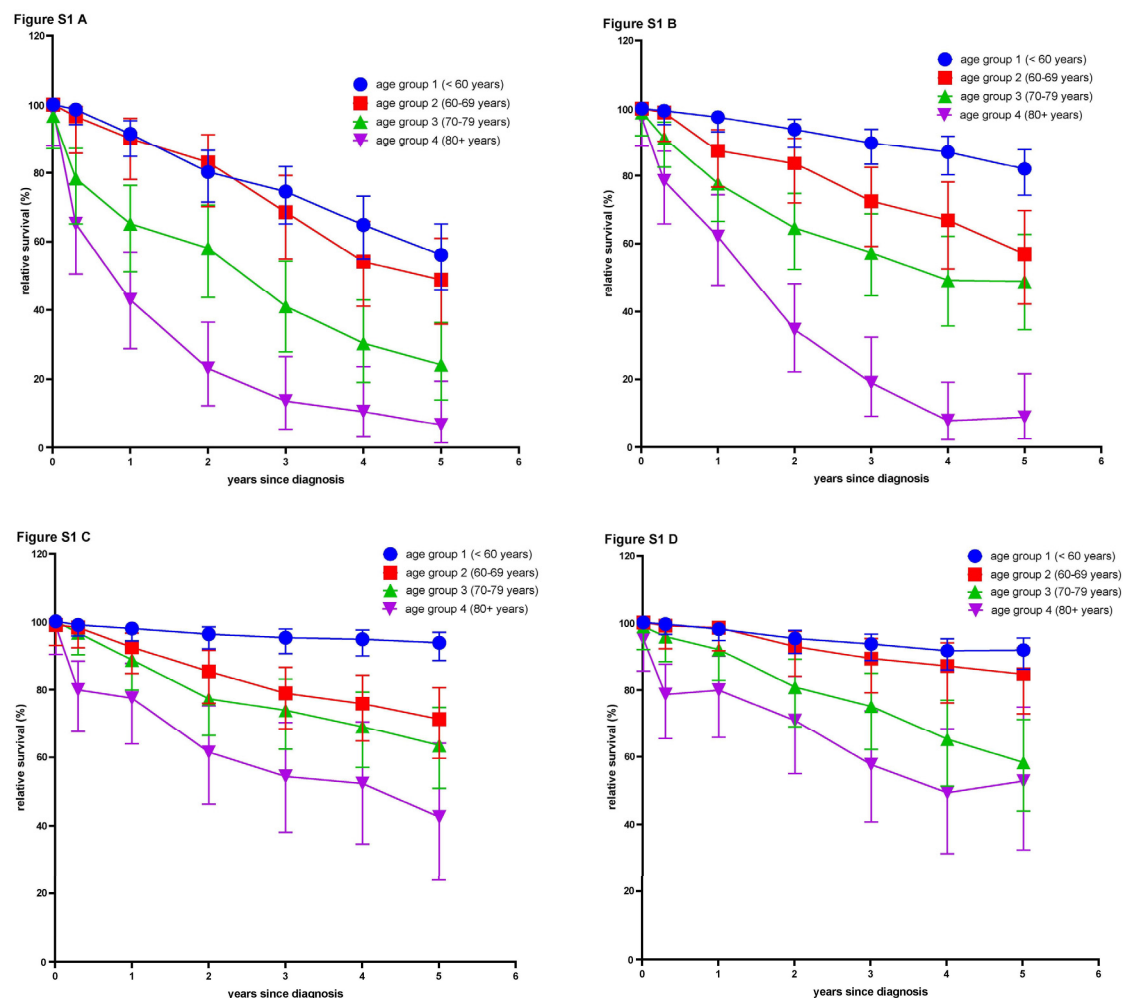 Figure S1 A
120
100
80
60
40
20
0
relative survival (%)
age group 1 (< 60 years)
age group 2 (60-69 years)
age group 3 (70-79 years)
age group 4 (80+ years)
0 1 2 3 4 5 6
years since diagnosis
Figure S1 B
120
100
80
60
40
20
0
relative survival (%)
age group 1 (< 60 years)
age group 2 (60-69 years)
age group 3 (70-79 years)
age group 4 (80+ years)
0 1 2 3 4 5 6
years since diagnosis
Figure S1 C
120
100
80
60
40
20
0
relative survival (%)
age group 1 (< 60 years)
age group 2 (60-69 years)
age group 3 (70-79 years)
age group 4 (80+ years)
0 1 2 3 4 5 6
years since diagnosis
Figure S1 D
120
100
80
60
40
20
0
relative survival (%)
age group 1 (< 60 years)
age group 2 (60-69 years)
age group 3 (70-79 years)
age group 4 (80+ years)
0 1 2 3 4 5 6
years since diagnosis